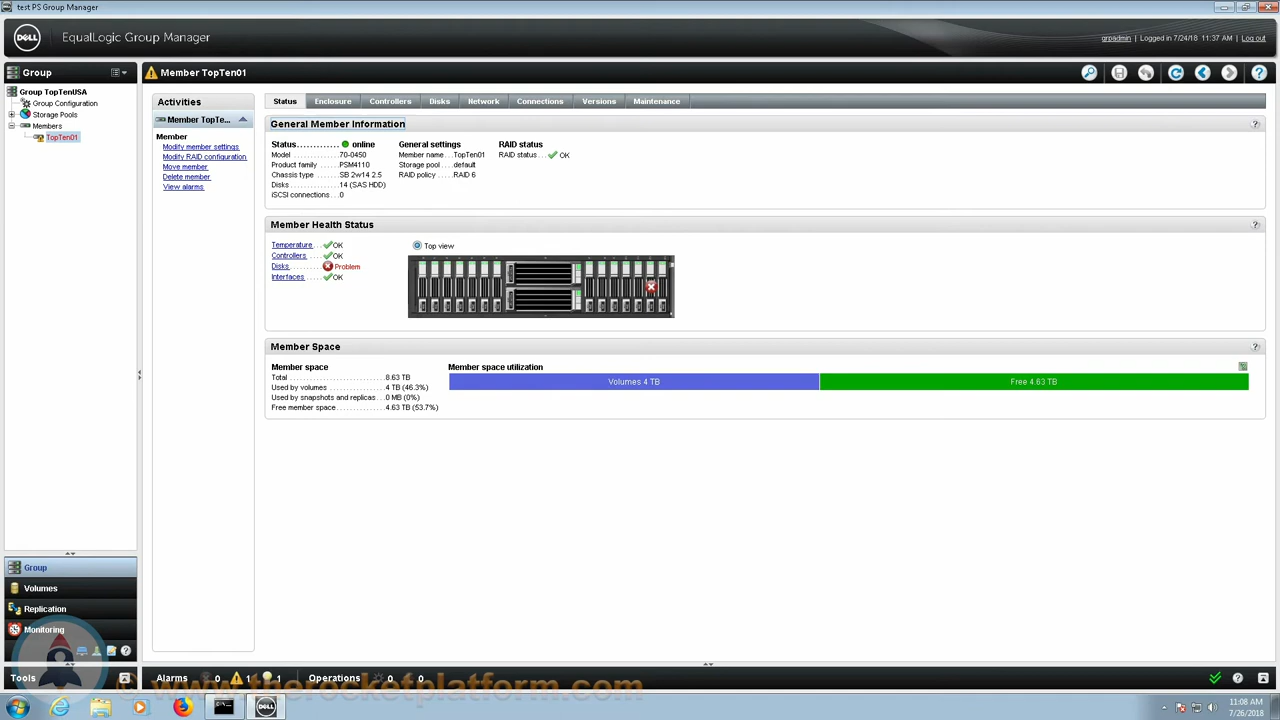 test PS Group Manager
DELL
EqualLogic Group Manager
grpadmin | Logged in 7/24/18 11:37 AM | Log out
Group
Member TopTen01
Group TopTenUSA
Group Configuration
Storage Pools
Members
TopTen01
Activities
Member TopTe...
Member
Modify member settings
Modify RAID configuration
Move member
Delete member
View alarms
Status Enclosure Controllers Disks Network Connections Versions Maintenance
General Member Information
Status............. online
Model ............... 70-0450
Product family ....... PSM4110
Chassis type ........ SB 2w14 2.5
Disks ............... 14 (SAS HDD)
iSCSI connections ...0
General settings
Member name ...TopTen01
Storage pool ....default
RAID policy ......RAID 6
RAID status
RAID status.... OK
Member Health Status
Temperature.... OK
Controllers ..... OK
Disks.......... Problem
Interfaces ..... OK
Top view
Member Space
Member space
Total ................................8.63 TB
Used by volumes ...................4 TB (46.3%)
Used by snapshots and replicas...0 MB (0%)
Free member space ................4.63 TB (53.7%)
Member space utilization
Volumes 4 TB
Free 4.63 TB
Group
Volumes
Replication
Monitoring
Tools
Alarms 0 1 1 Operations 0 0
© www.therocketplatform.com
11:08 AM
7/26/2018